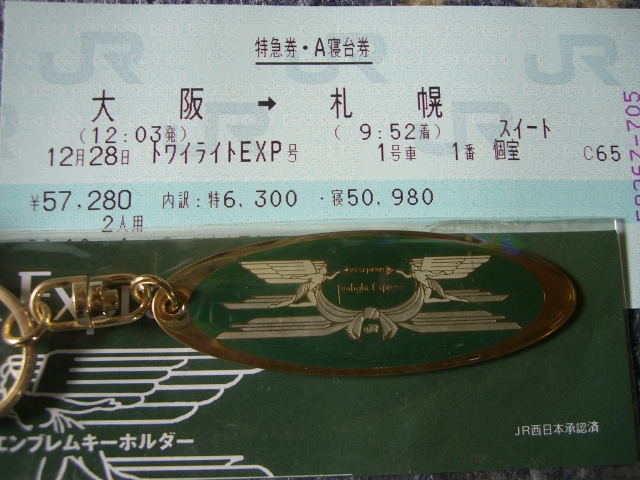 特急券・A寝台券
大阪 → 札幌
(12:03発) ( 9:52着) スイート
12月28日 トワイライトEXP号 1号車 1番 個室 C65
¥57,280 内訳:特6,300 ・寝50,980
2人用
Twilight Express
エンブレムキーホルダー
JR西日本承認済